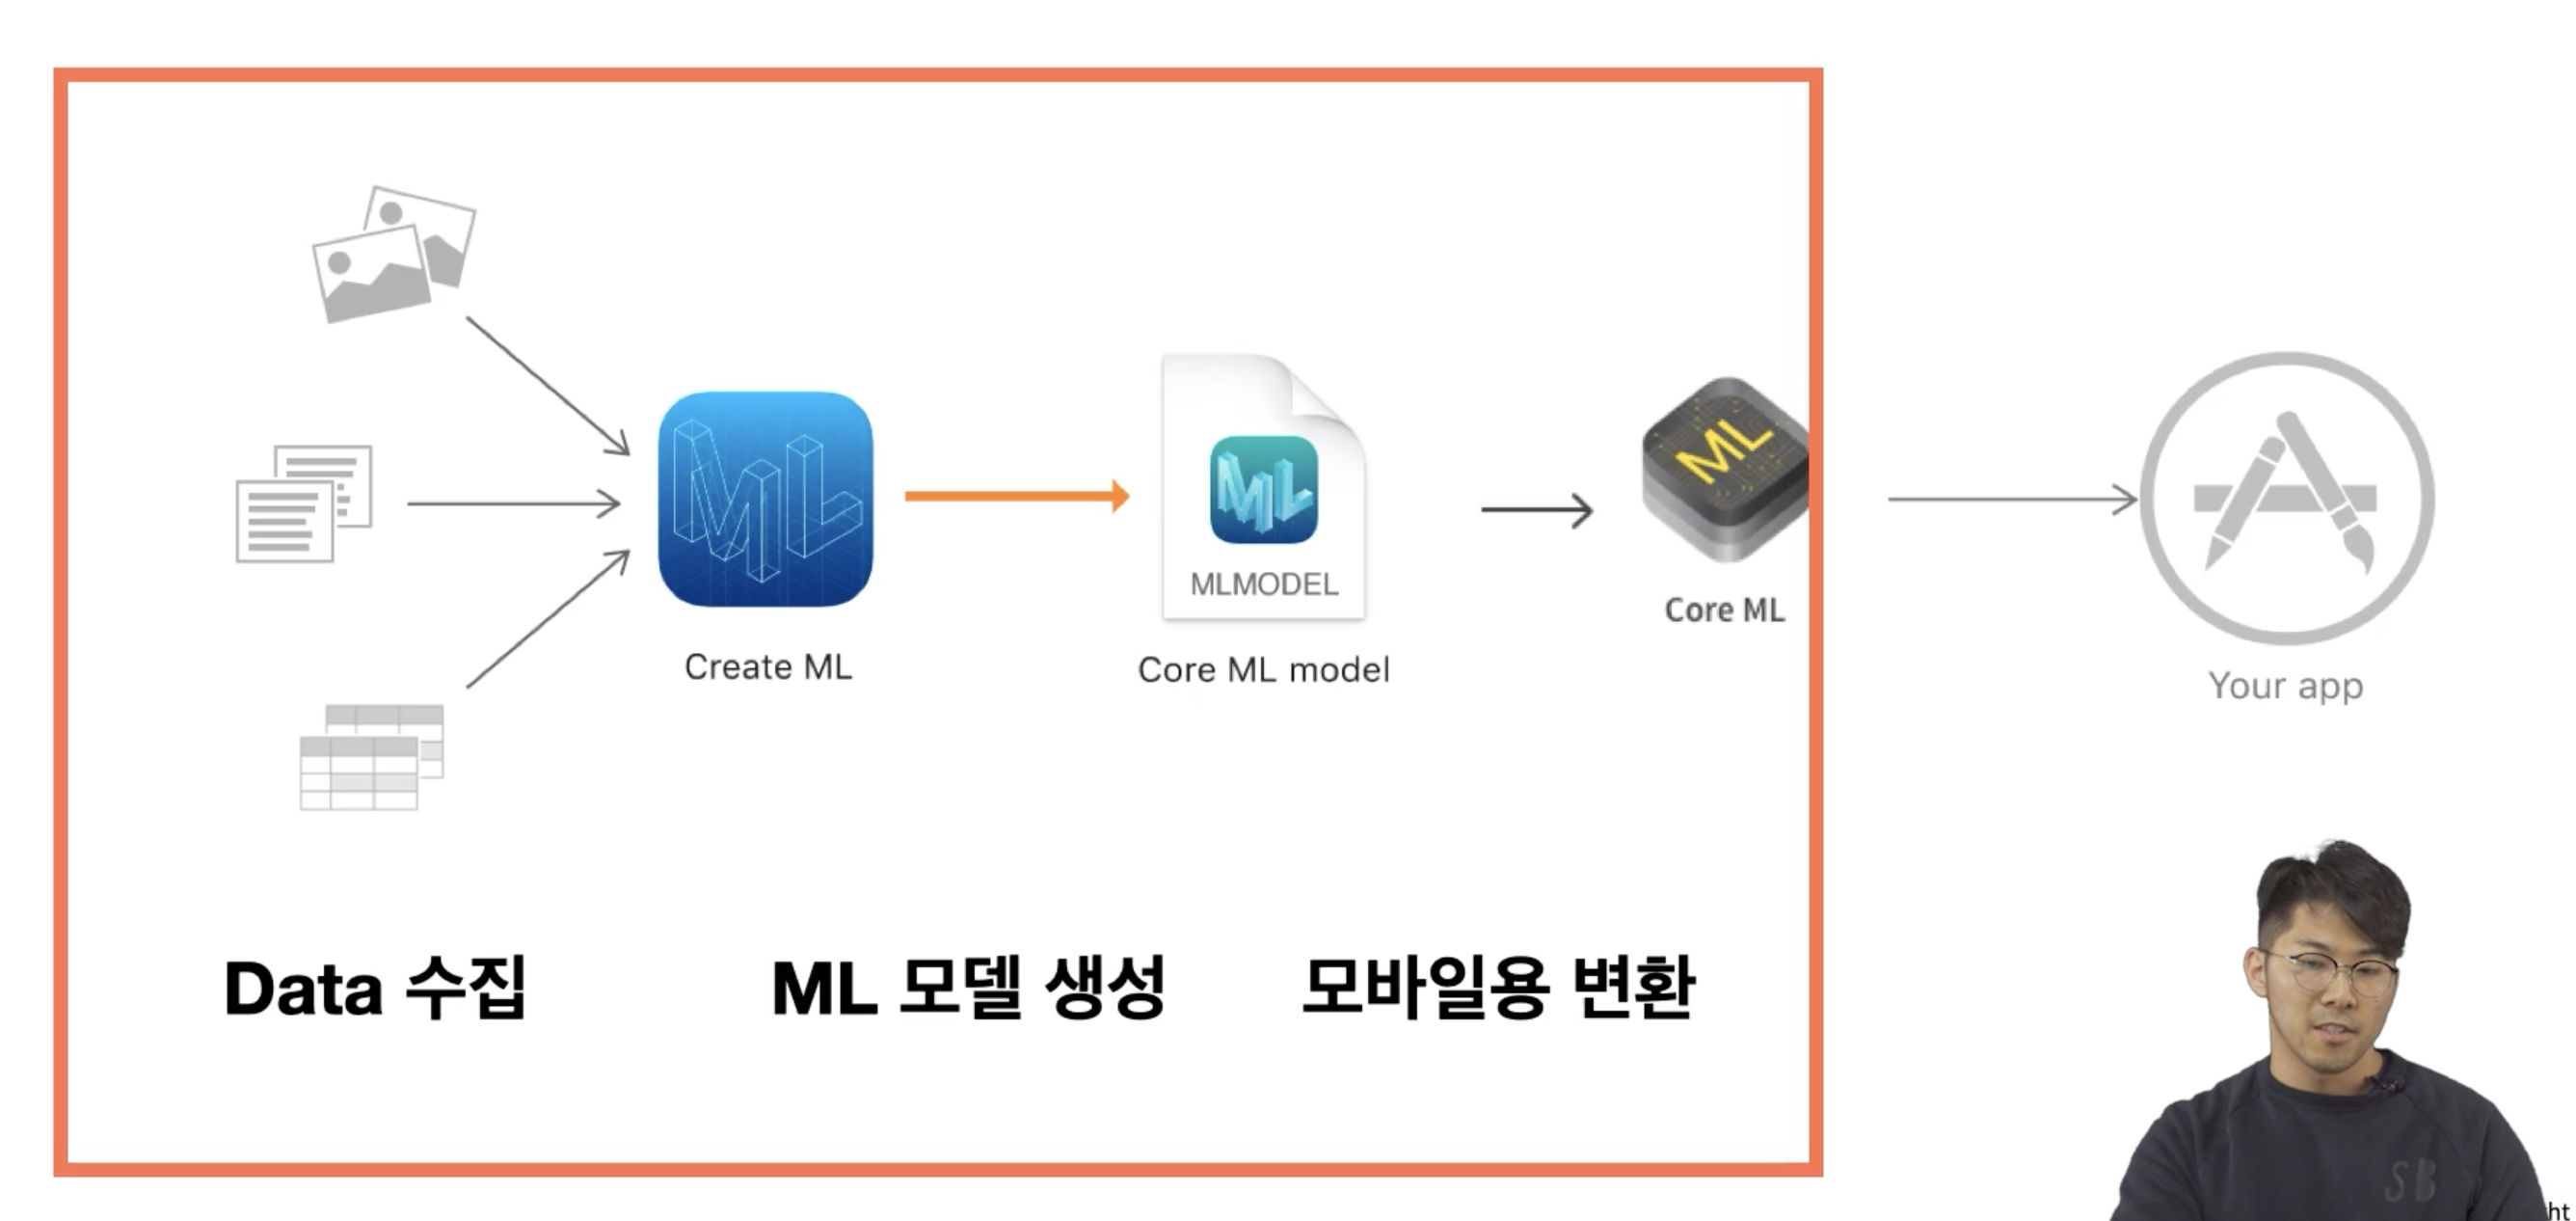 ML
ML
MLMODEL
ML
Core ML
Create ML
Core ML model
Your app
Data 수집
ML 모델 생성
모바일용 변환
SB
ht